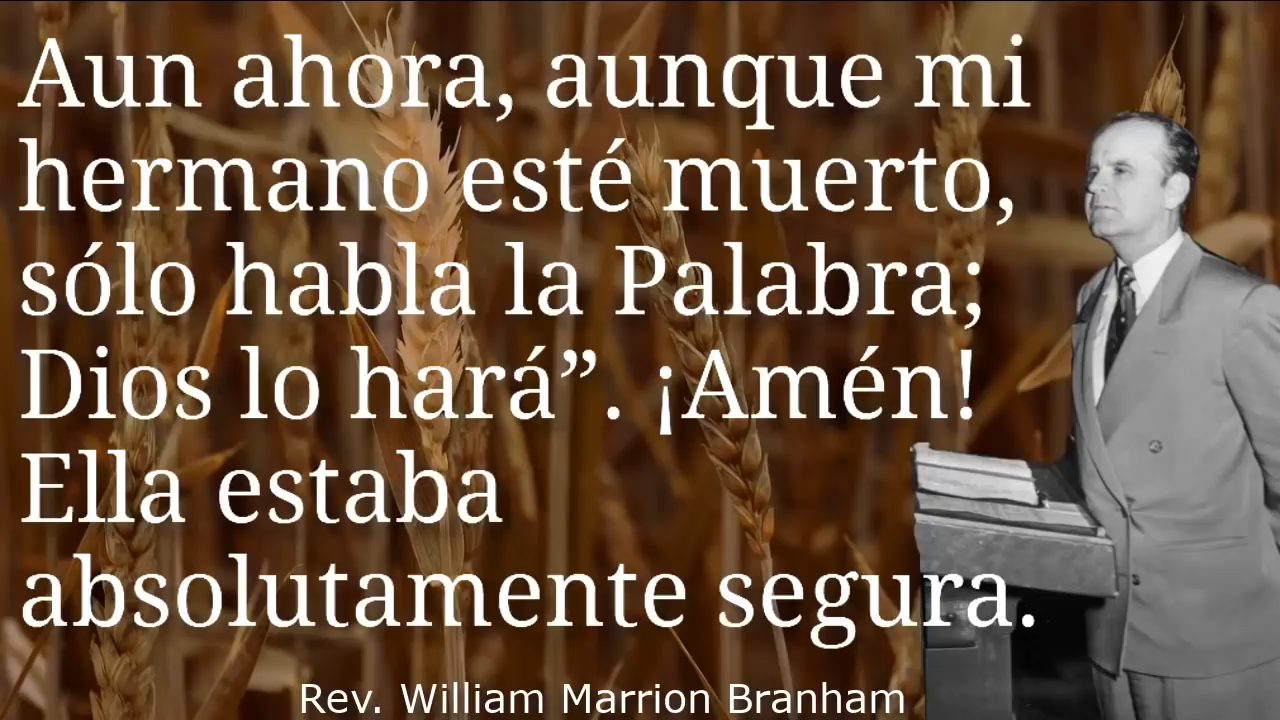 Aun ahora, aunque mi
hermano esté muerto,
sólo habla la Palabra;
Dios lo hará”. ¡Amén!
Ella estaba
absolutamente segura.
Rev. William Marrion Branham